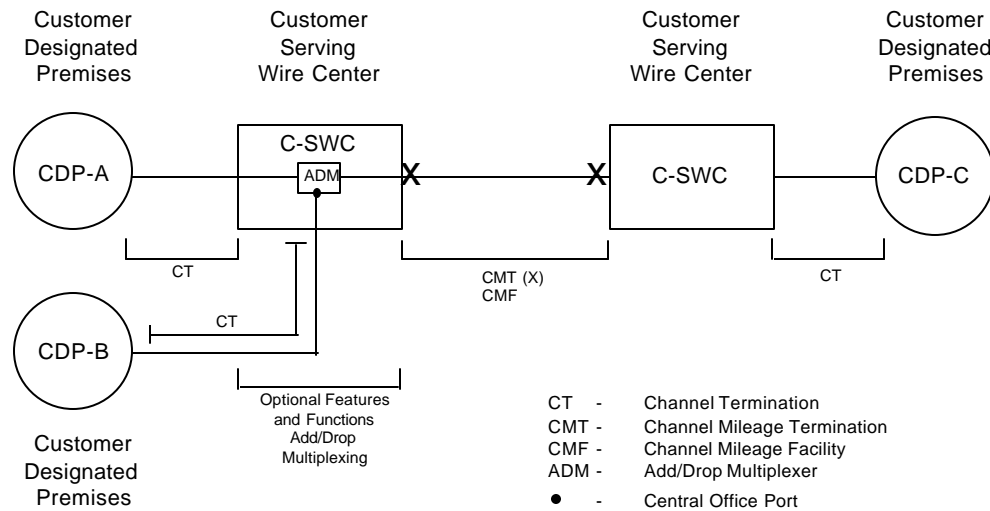 Customer
Designated
Premises
Customer
Serving
Wire Center
Customer
Serving
Wire Center
Customer
Designated
Premises
CDP-A
C-SWC
ADM
X
X
C-SWC
CDP-C
CT
CMT (X)
CMF
CT
CT
CDP-B
Optional Features
and Functions
Add/Drop
Multiplexing
Customer
Designated
Premises
CT - Channel Termination
CMT - Channel Mileage Termination
CMF - Channel Mileage Facility
ADM - Add/Drop Multiplexer
● - Central Office Port